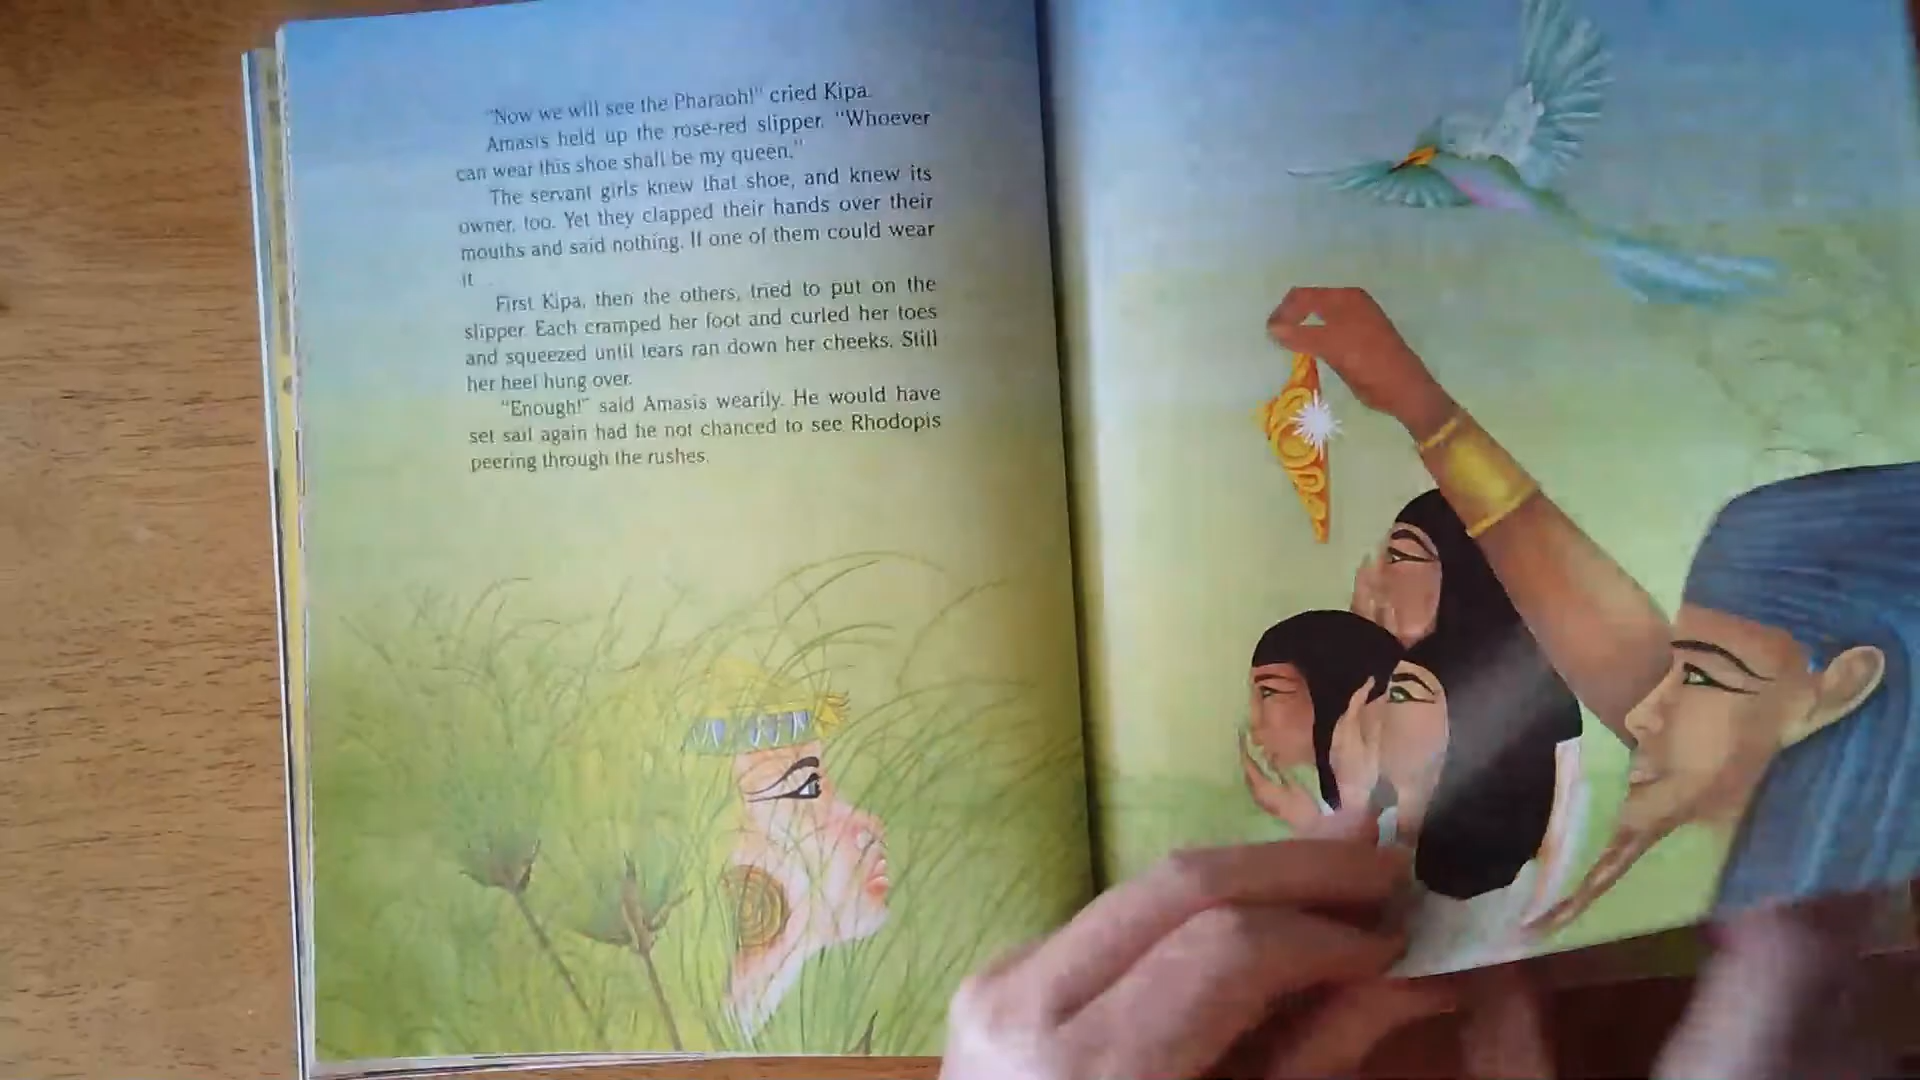 "Now we will see the Pharaoh!" cried Kipa.
Amasis held up the rose-red slipper. "Whoever
can wear this shoe shall be my queen."
The servant girls knew that shoe, and knew its
owner, too. Yet they clapped their hands over their
mouths and said nothing. If one of them could wear
it . . .
First Kipa, then the others, tried to put on the
slipper. Each cramped her foot and curled her toes
and squeezed until tears ran down her cheeks. Still
her heel hung over.
"Enough!" said Amasis wearily. He would have
set sail again had he not chanced to see Rhodopis
peering through the rushes.